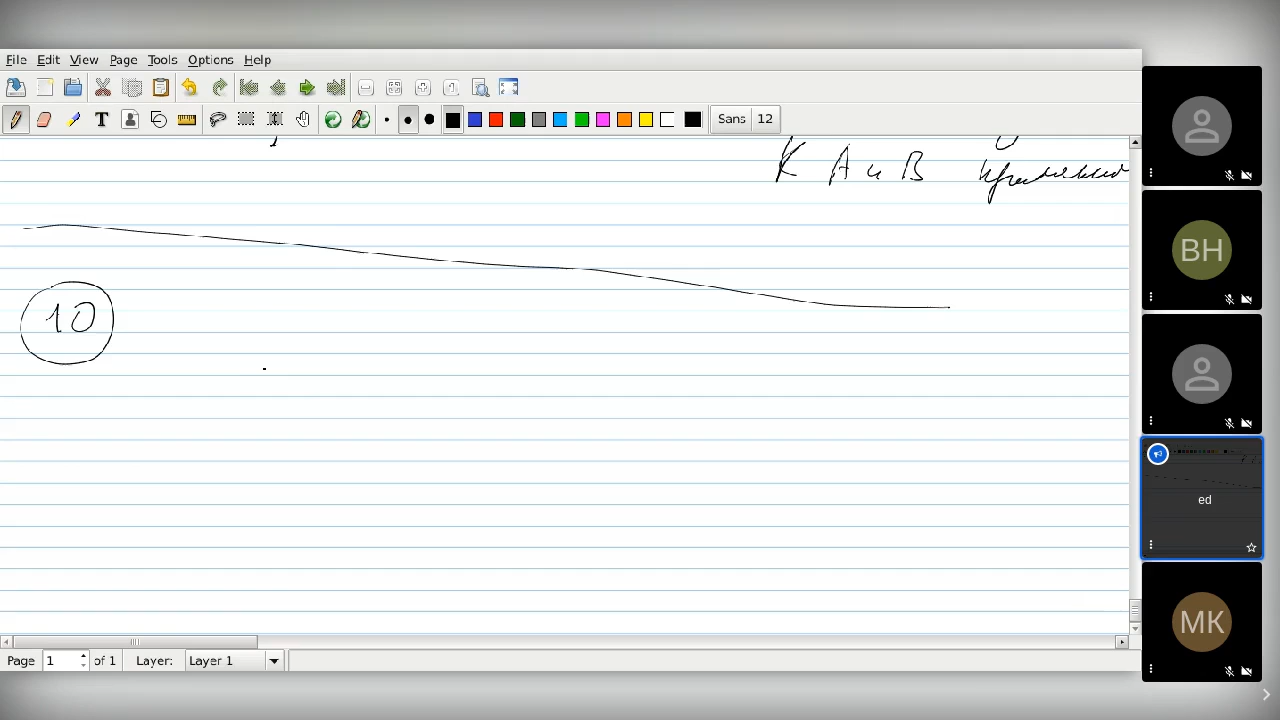 File Edit View Page Tools Options Help
Sans 12
К А и В
10
BH
ed
MK
Page 1 of 1 Layer: Layer 1